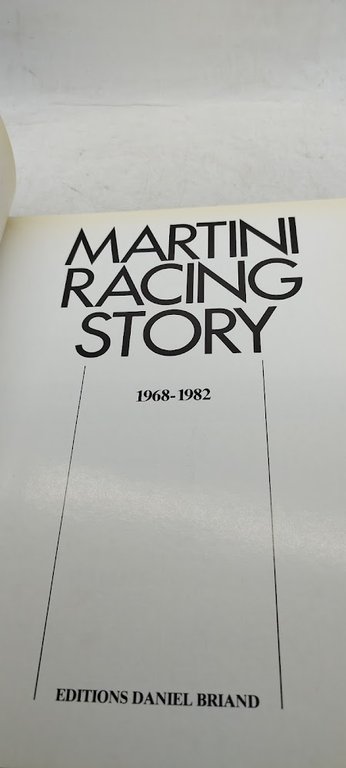 MARTINI
RACING
STORY
1968-1982
EDITIONS DANIEL BRIAND